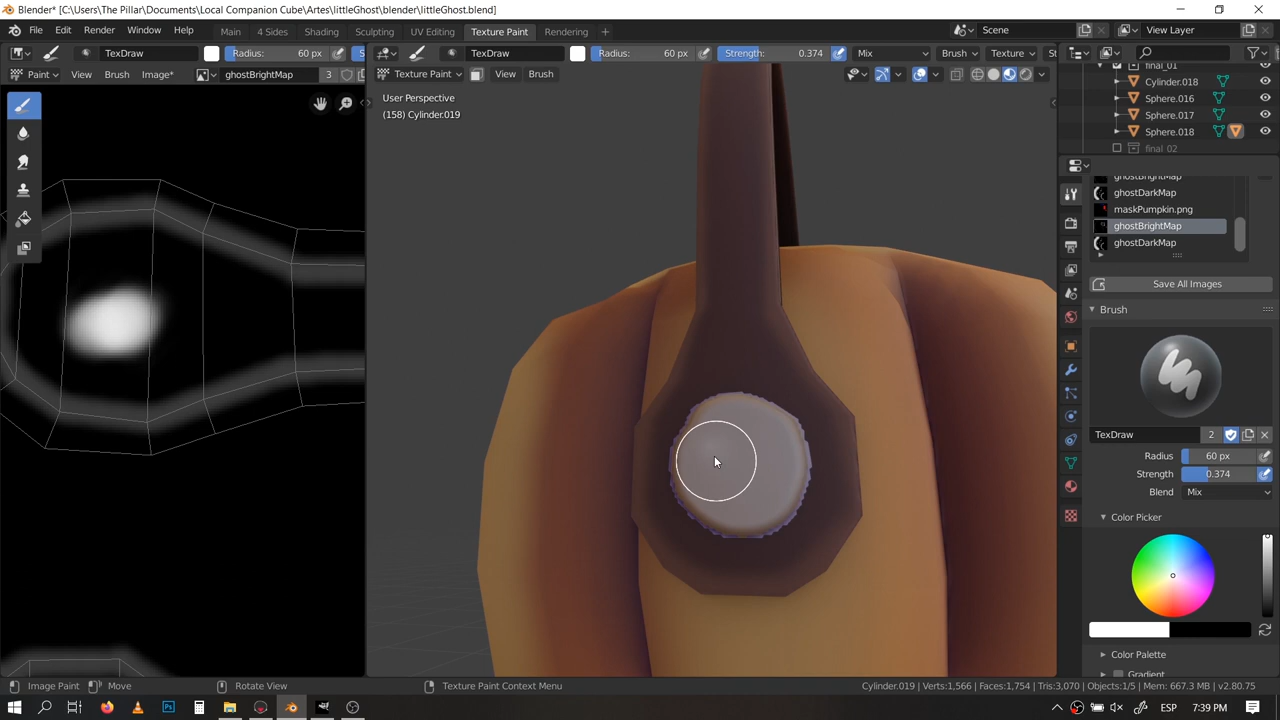 Blender* [C:\Users\The Pillar\Documents\Local Companion Cube\Artes\littleGhost\blender\littleGhost.blend]
File Edit Render Window Help Main 4 Sides Shading Sculpting UV Editing Texture Paint Rendering + Scene View Layer
TexDraw Radius: 60 px S TexDraw Radius: 60 px Strength: 0.374 Mix Brush Texture
Paint View Brush Image* ghostBrightMap 3 Texture Paint View Brush
User Perspective
(158) Cylinder.019
final_01
Cylinder.018
Sphere.016
Sphere.017
Sphere.018
final_02
ghostBrightMap
ghostDarkMap
maskPumpkin.png
ghostBrightMap
ghostDarkMap
Save All Images
Brush
TexDraw 2
Radius 60 px
Strength 0.374
Blend Mix
Color Picker
Color Palette
Gradient
Image Paint Move Rotate View Texture Paint Context Menu Cylinder.019 | Verts:1,566 | Faces:1,754 | Tris:3,070 | Objects:1/5 | Mem: 667.3 MB | v2.80.75
ESP 7:39 PM